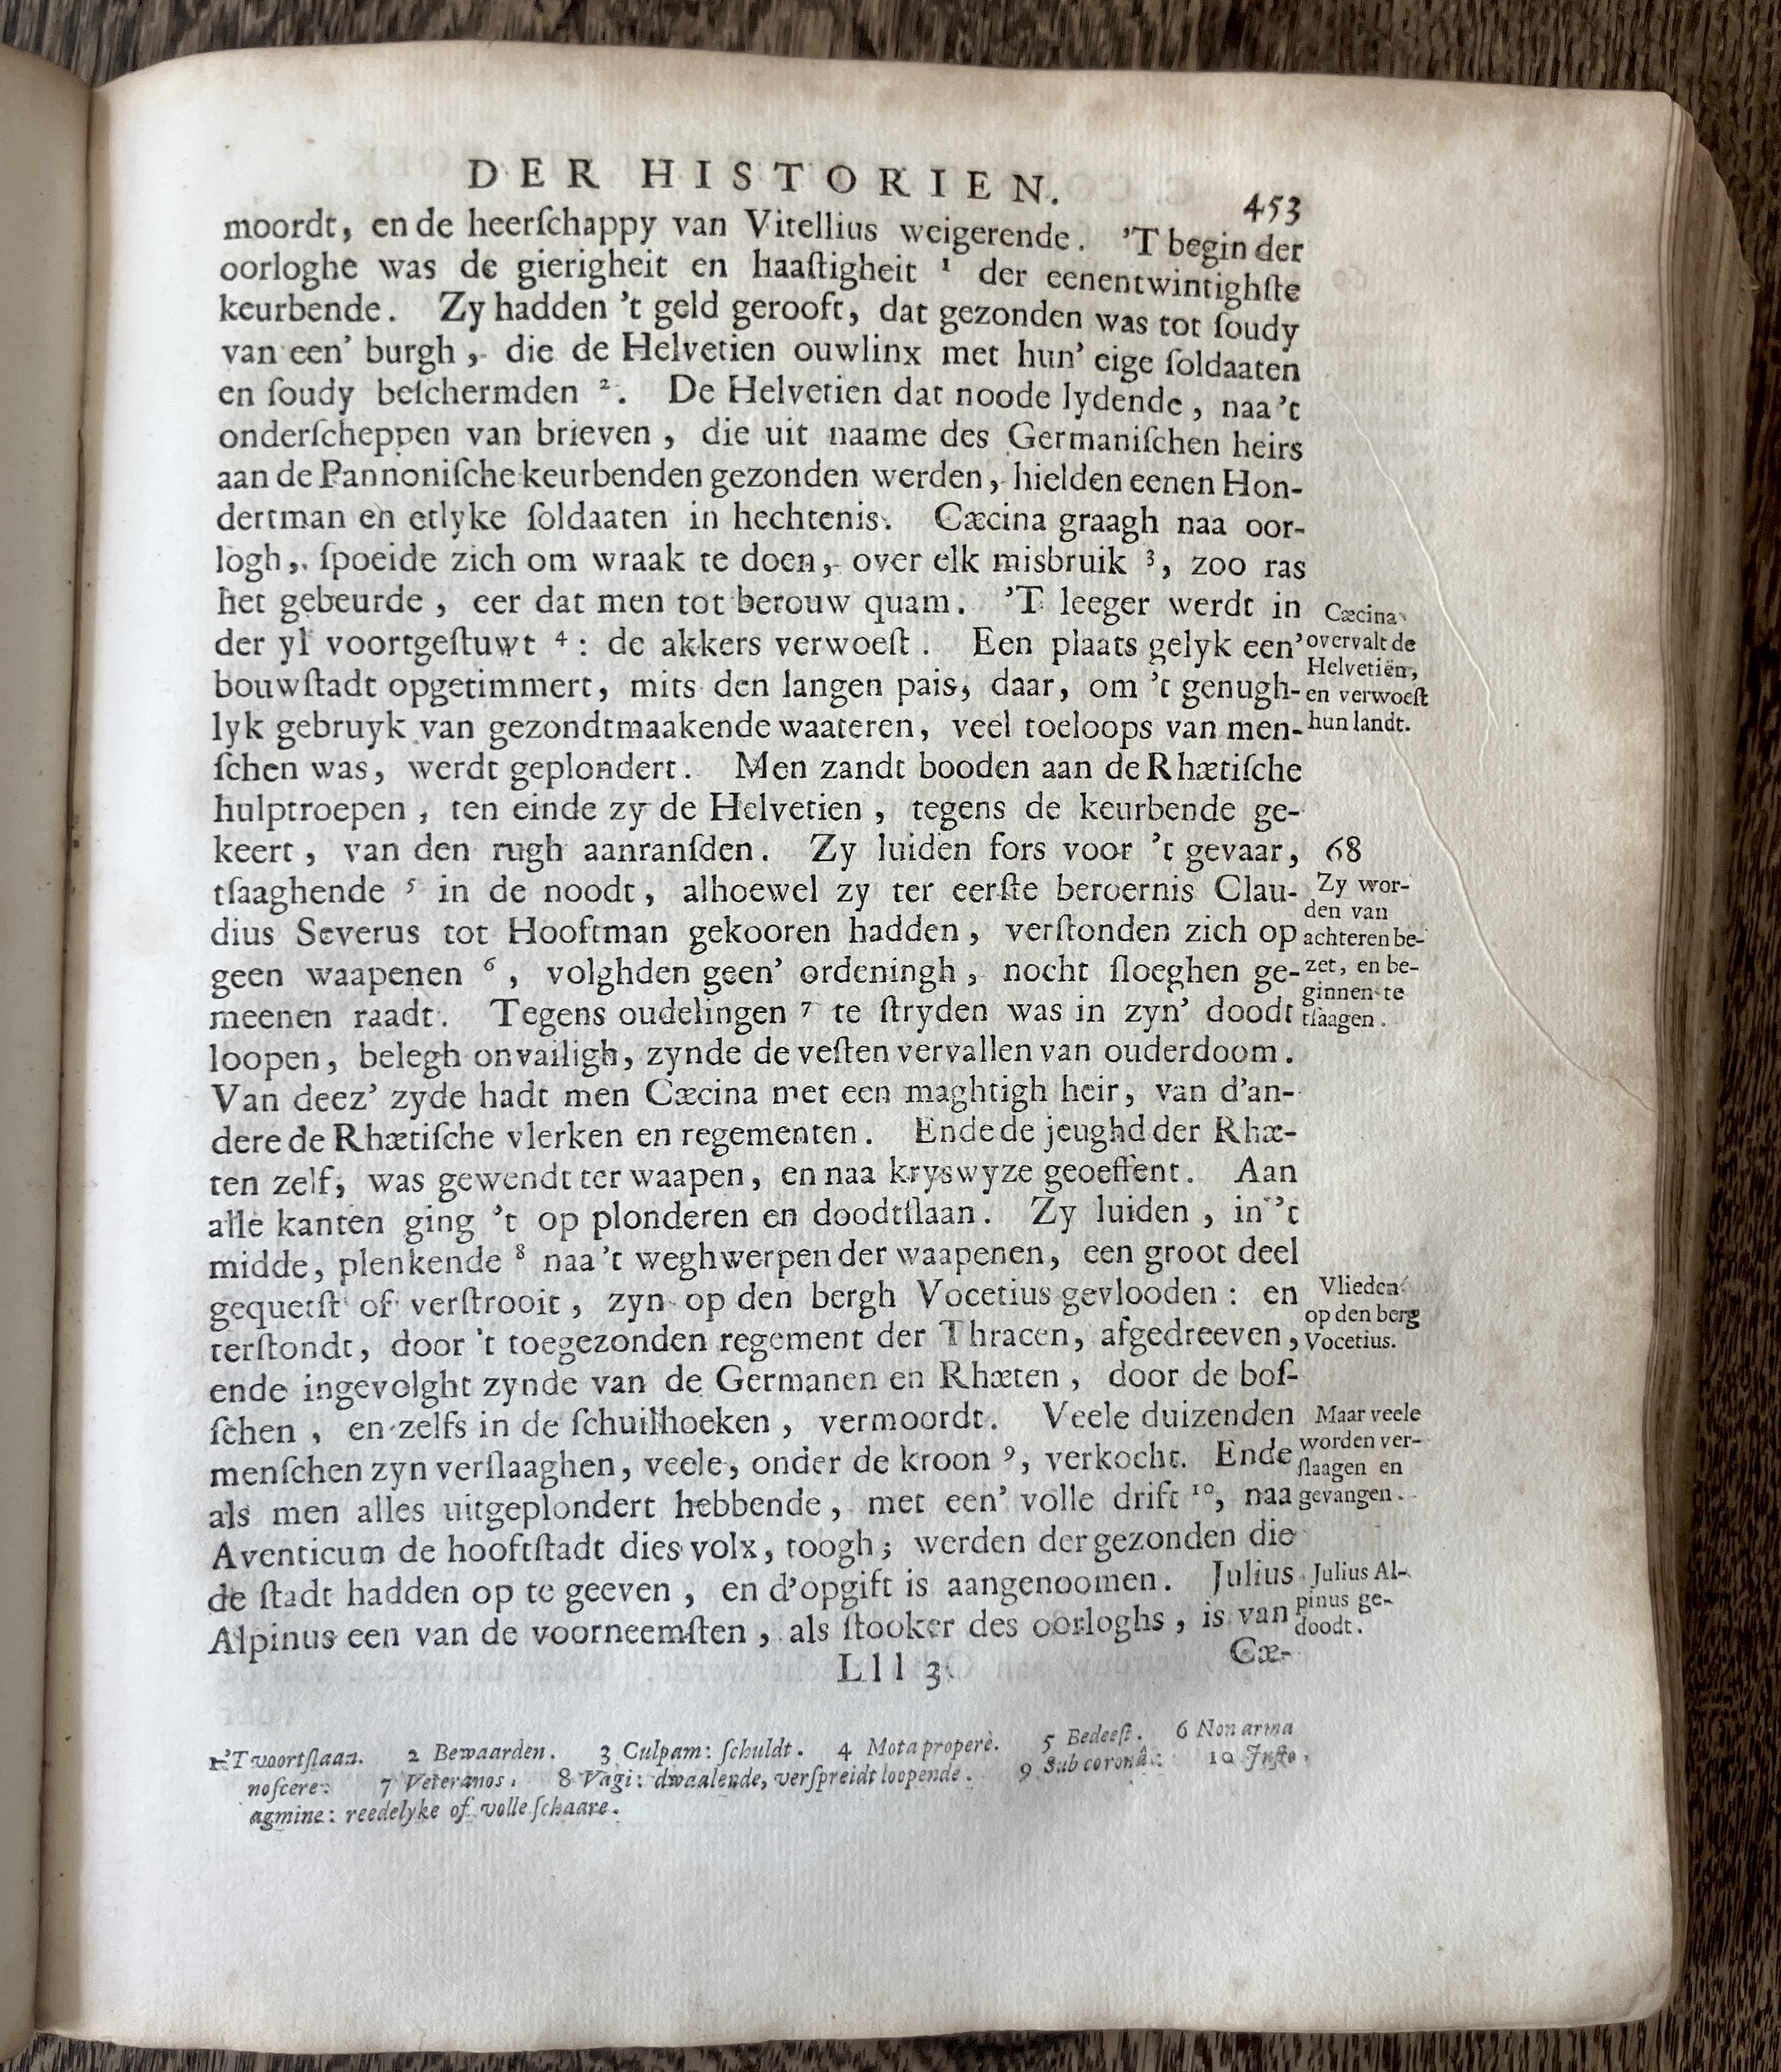 DER HISTORIEN.
453
moordt, en de heerſchappy van Vitellius weigerende. 'T begin der
oorloghe was de gierigheit en haaſtigheit ¹ der eenentwintighſte
keurbende. Zy hadden 't geld gerooft, dat gezonden was tot ſoudy
van een' burgh, die de Helvetien ouwlinx met hun' eige ſoldaaten
en ſoudy beſchermden ². De Helvetien dat noode lydende, naa 't
onderſcheppen van brieven, die uit naame des Germaniſchen heirs
aan de Pannoniſche keurbenden gezonden werden, hielden eenen Hon-
dertman en etlyke ſoldaaten in hechtenis. Cæcina graagh naa oor-
logh, ſpoeide zich om wraak te doen, over elk misbruik ³, zoo ras
het gebeurde, eer dat men tot berouw quam. 'T leeger werdt in
der yl voortgeſtuwt ⁴: de akkers verwoeſt. Een plaats gelyk een'
bouwſtadt opgetimmert, mits den langen pais, daar, om 't genugh-
lyk gebruyk van gezondtmaakende waateren, veel toeloops van men-
ſchen was, werdt geplondert. Men zandt booden aan de Rhætiſche
hulptroepen, ten einde zy de Helvetien, tegens de keurbende ge-
keert, van den rugh aanranſden. Zy luiden fors voor 't gevaar,
tſaaghende ⁵ in de noodt, alhoewel zy ter eerſte beroernis Clau-
dius Severus tot Hooftman gekooren hadden, verſtonden zich op
geen waapenen ⁶, volghden geen' ordeningh, nocht ſloeghen ge-
meenen raadt. Tegens oudelingen ⁷ te ſtryden was in zyn' doodt
loopen, belegh onvailigh, zynde de veſten vervallen van ouderdoom.
Van deez' zyde hadt men Cæcina met een maghtigh heir, van d'an-
dere de Rhætiſche vlerken en regementen. Ende de jeughd der Rhæ-
ten zelf, was gewendt ter waapen, en naa kryswyze geoeffent. Aan
alle kanten ging 't op plonderen en doodtſlaan. Zy luiden, in 't
midde, plenkende ⁸ naa 't weghwerpen der waapenen, een groot deel
gequetſt of verſtrooit, zyn op den bergh Vocetius gevlooden: en
terſtondt, door 't toegezonden regement der Thracen, afgedreeven,
ende ingevolght zynde van de Germanen en Rhæten, door de boſ-
ſchen, en zelfs in de ſchuilhoeken, vermoordt. Veele duizenden
menſchen zyn verſlaaghen, veele, onder de kroon ⁹, verkocht. Ende
als men alles uitgeplondert hebbende, met een' volle drift ¹⁰, naa
Aventicum de hooftſtadt dies volx, toogh; werden der gezonden die
de ſtadt hadden op te geeven, en d'opgift is aangenoomen. Julius
Alpinus een van de voorneemſten, als ſtooker des oorloghs, is van
Lll 3
Cæ-
Cæcina
overvalt de
Helvetiën,
en verwoeſt
hun landt.
68
Zy wor-
den van
achteren be-
zet, en be-
ginnen te
tſaagen.
Vlieden
op den berg
Vocetius.
Maar veele
worden ver-
ſlaagen en
gevangen.
Julius Al-
pinus ge-
doodt.
1 'T voortſlaan. 2 Bewaarden. 3 Culpam: ſchuldt. 4 Mota properè. 5 Bedeeſt. 6 Non arma
noſcere. 7 Veteranos. 8 Vagi: dwaalende, verſpreidt loopende. 9 Sub coronâ. 10 Juſto
agmine: reedelyke of volle ſchaare.